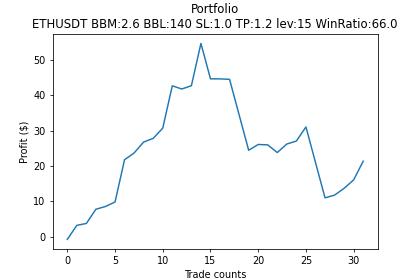 Portfolio
ETHUSDT BBM:2.6 BBL:140 SL:1.0 TP:1.2 lev:15 WinRatio:66.0
50
40
30
20
10
0
Profit ($)
0 5 10 15 20 25 30
Trade counts